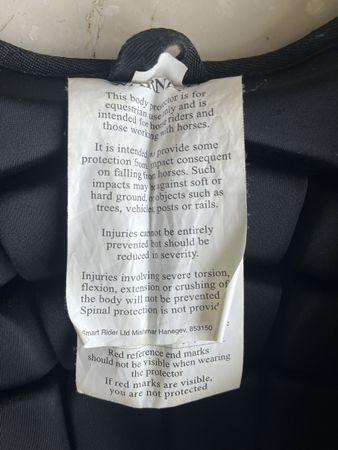 This body protector is for
equestrian use only and is
intended for horse riders and
those working with horses.
It is intended to provide some
protection from impact consequent
on falling from horses. Such
impacts may be against soft or
hard ground, or objects such as
trees, vehicles, posts or rails.
Injuries cannot be entirely
prevented but should be
reduced in severity.
Injuries involving severe torsion,
flexion, extension or crushing of
the body will not be prevented
Spinal protection is not provid
Smart Rider Ltd Mishmar Hanegev, 853150
Red reference end marks
should not be visible when wearing
the protector
If red marks are visible,
you are not protected